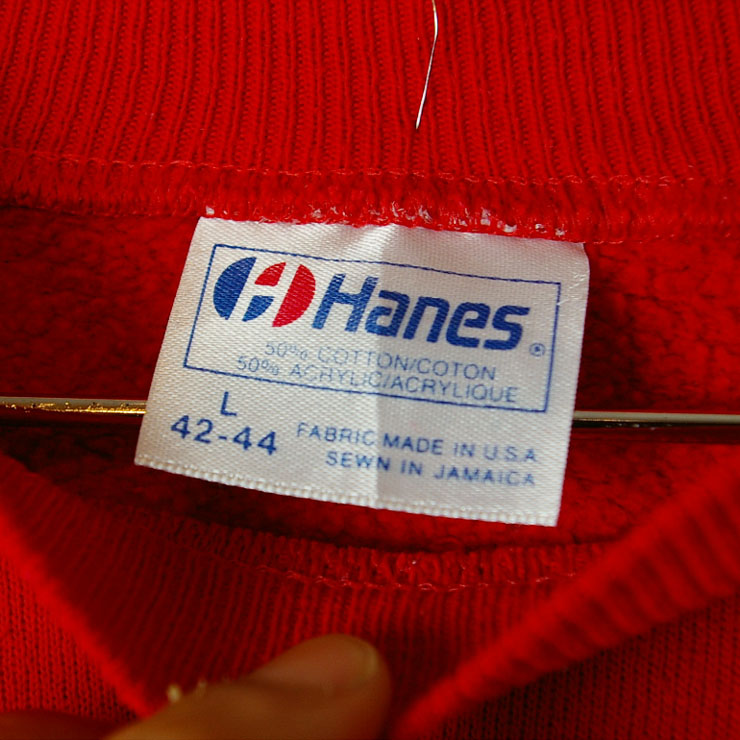 Hanes®
50% COTTON/COTON
50% ACRYLIC/ACRYLIQUE
L
42-44
FABRIC MADE IN U.S.A
SEWN IN JAMAICA